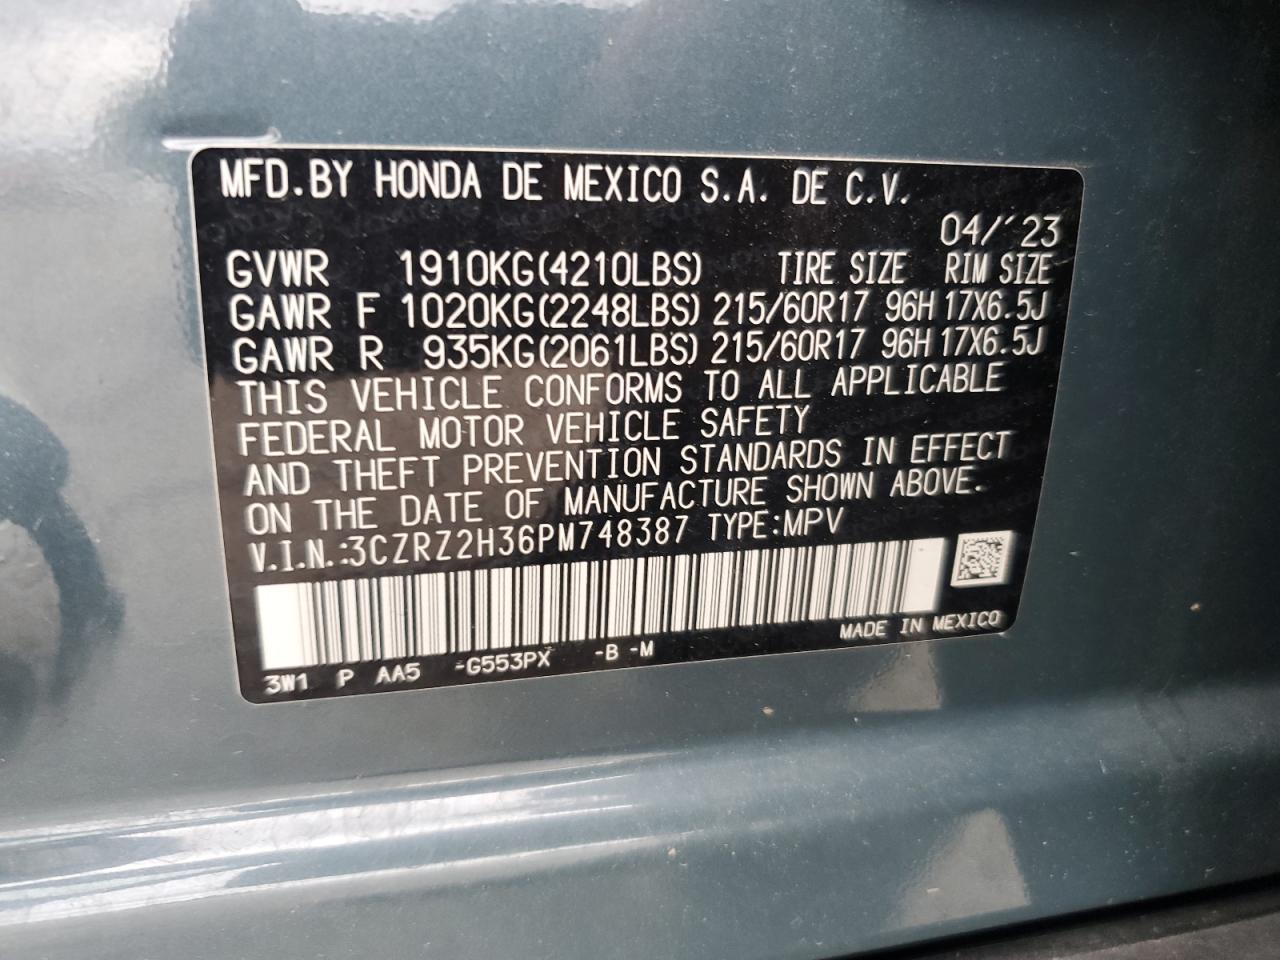 MFD.BY HONDA DE MEXICO S.A. DE C.V.
04/'23
GVWR 1910KG(4210LBS) TIRE SIZE RIM SIZE
GAWR F 1020KG(2248LBS) 215/60R17 96H 17X6.5J
GAWR R 935KG(2061LBS) 215/60R17 96H 17X6.5J
THIS VEHICLE CONFORMS TO ALL APPLICABLE
FEDERAL MOTOR VEHICLE SAFETY
AND THEFT PREVENTION STANDARDS IN EFFECT
ON THE DATE OF MANUFACTURE SHOWN ABOVE.
V.I.N.:3CZRZ2H36PM748387 TYPE:MPV
MADE IN MEXICO
3W1 P AA5 -G553PX -B -M